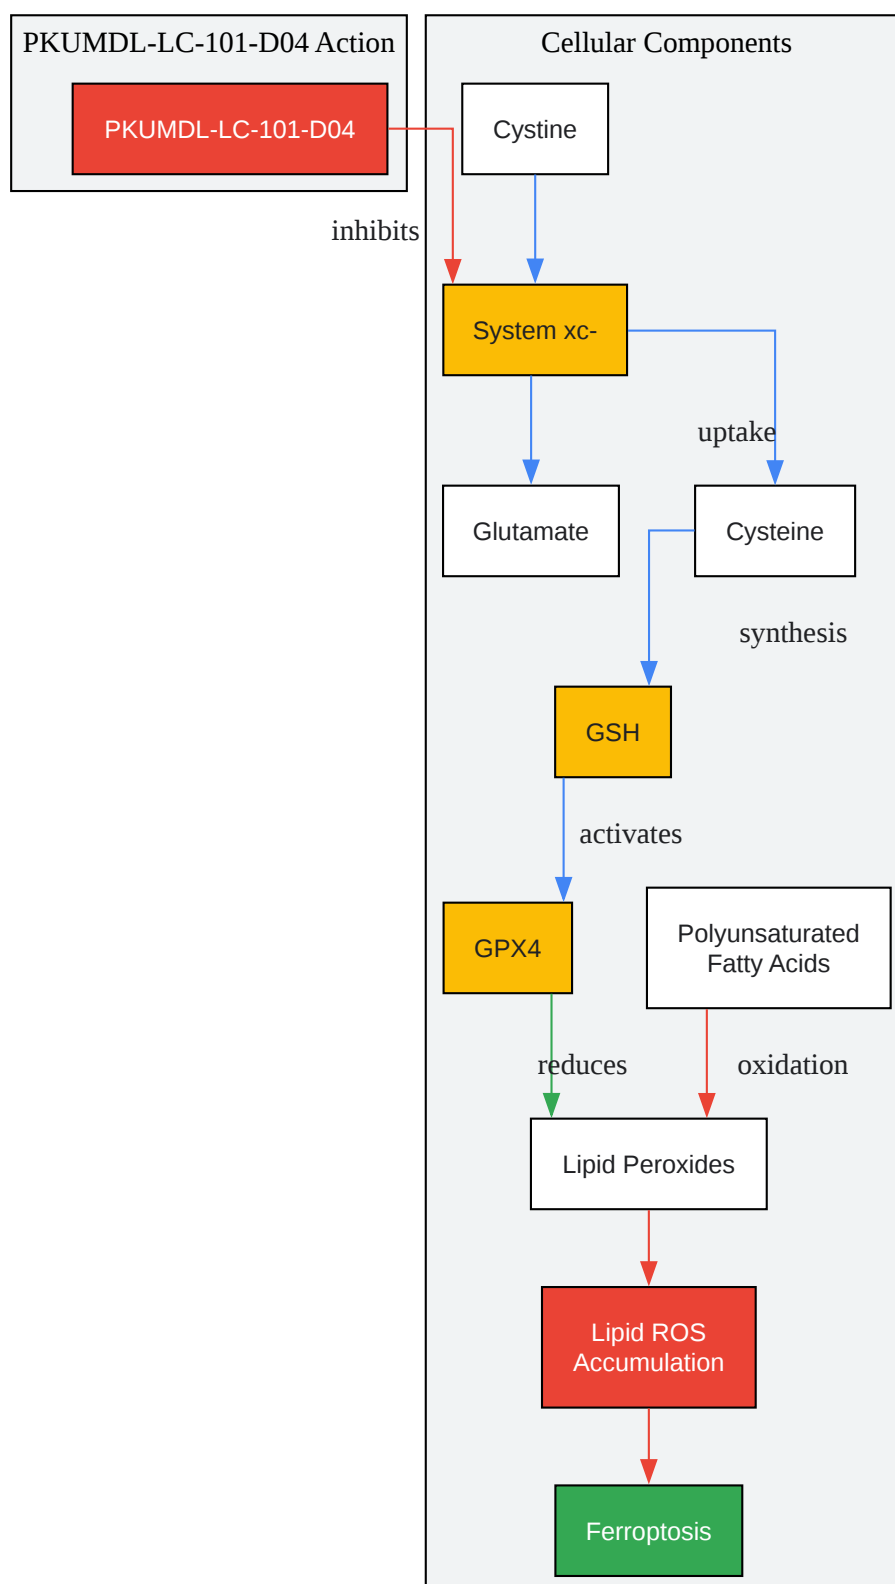 PKUMDL-LC-101-D04 Action
Cellular Components
PKUMDL-LC-101-D04
Cystine
inhibits
System xc-
uptake
Glutamate
Cysteine
synthesis
GSH
activates
GPX4
Polyunsaturated
Fatty Acids
reduces
oxidation
Lipid Peroxides
Lipid ROS
Accumulation
Ferroptosis